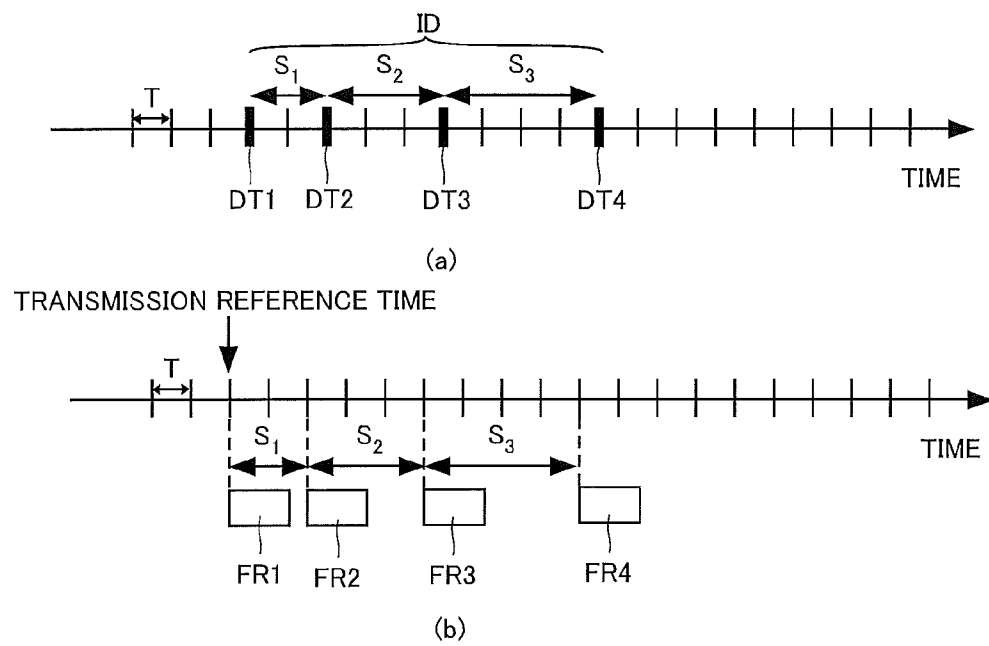 ID
S1 S2 S3
T
TIME
DT1 DT2 DT3 DT4
(a)
TRANSMISSION REFERENCE TIME
T
TIME
S1 S2 S3
FR1 FR2 FR3 FR4
(b)